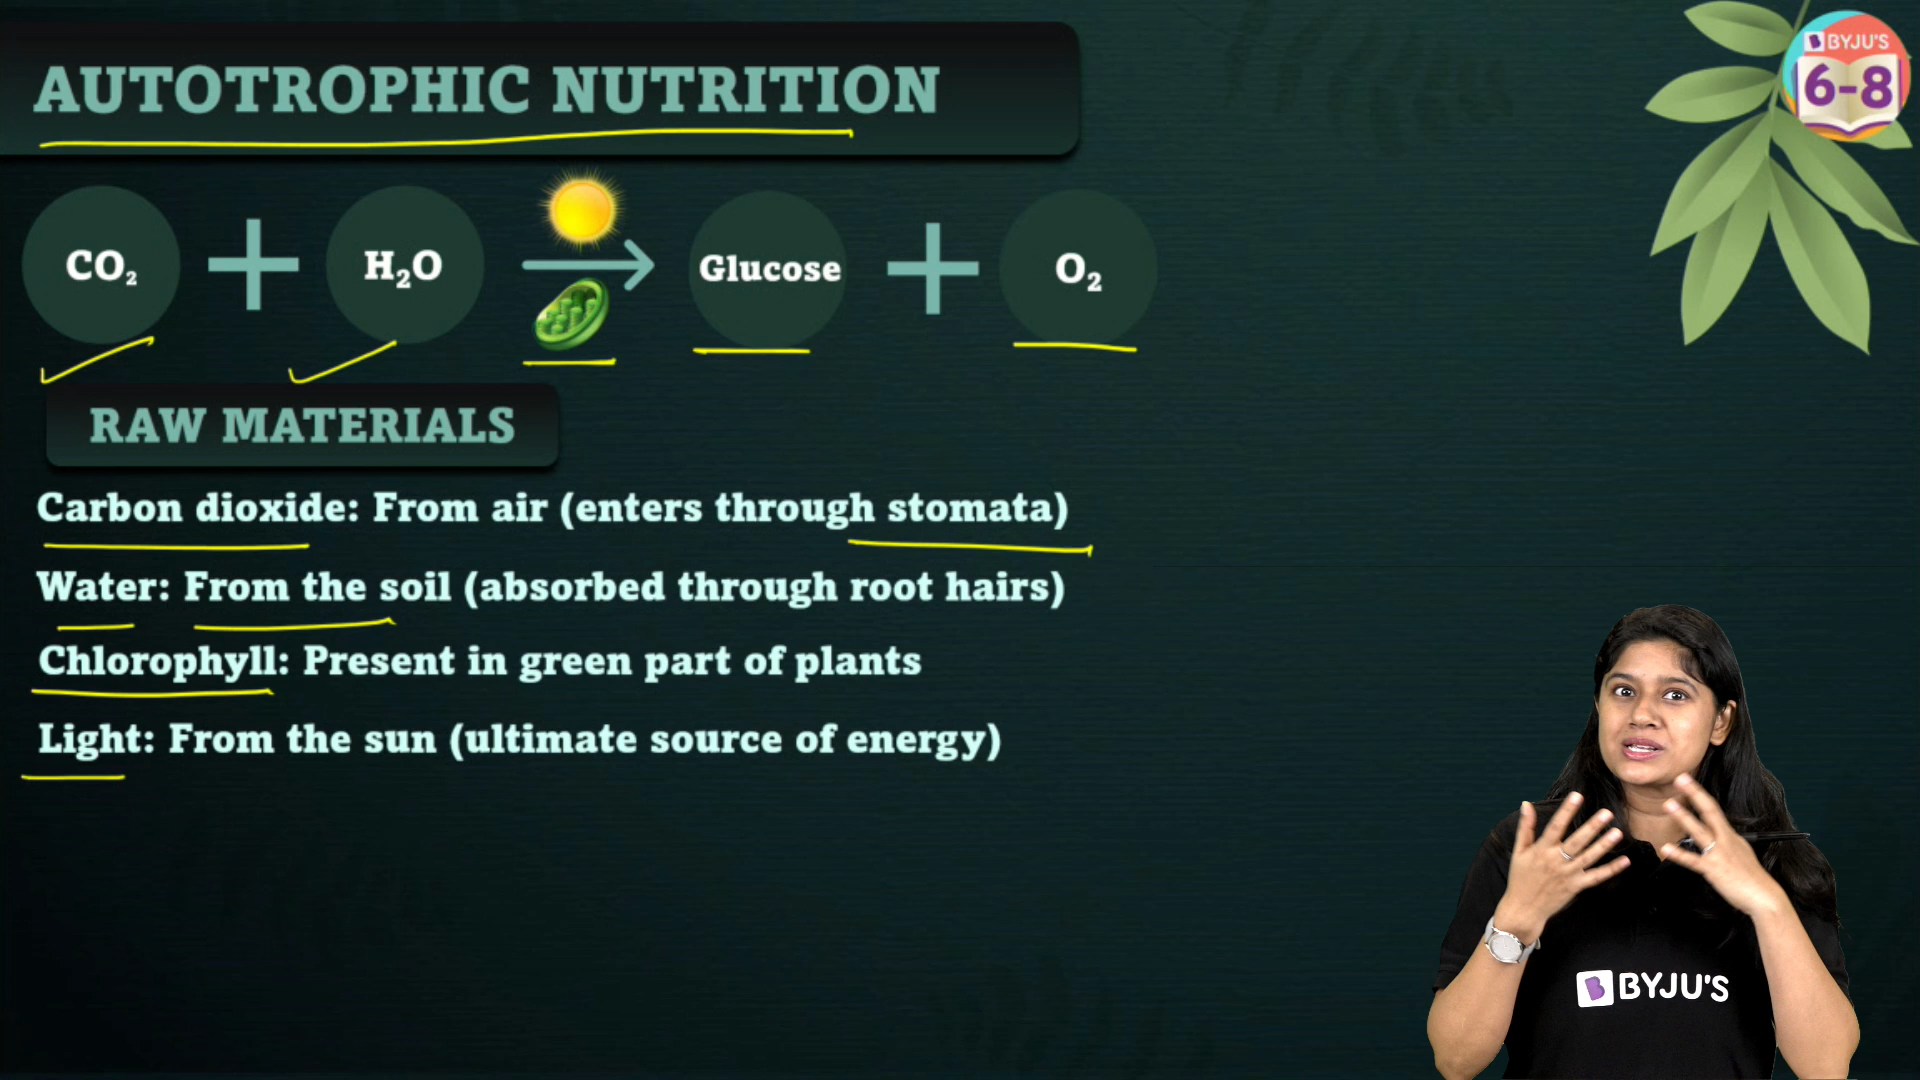 AUTOTROPHIC NUTRITION
BYJU'S
6-8
CO₂ + H₂O → Glucose + O₂
RAW MATERIALS
Carbon dioxide: From air (enters through stomata)
Water: From the soil (absorbed through root hairs)
Chlorophyll: Present in green part of plants
Light: From the sun (ultimate source of energy)
BYJU'S